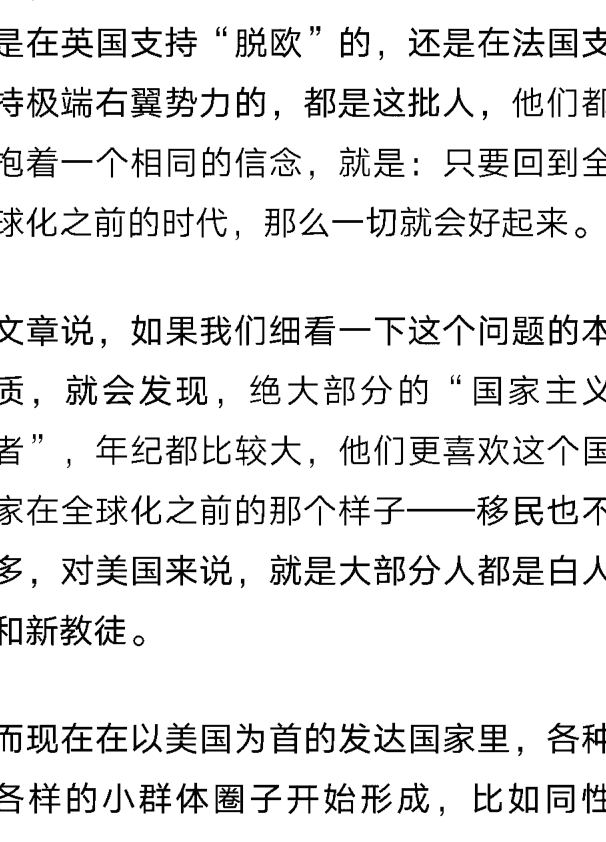 是在英国支持“脱欧”的，还是在法国支
持极端右翼势力的，都是这批人，他们都
抱着一个相同的信念，就是：只要回到全
球化之前的时代，那么一切就会好起来。
文章说，如果我们细看一下这个问题的本
质，就会发现，绝大部分的“国家主义
者”，年纪都比较大，他们更喜欢这个国
家在全球化之前的那个样子——移民也不
多，对美国来说，就是大部分人都是白人
和新教徒。
而现在在以美国为首的发达国家里，各种
各样的小群体圈子开始形成，比如同性